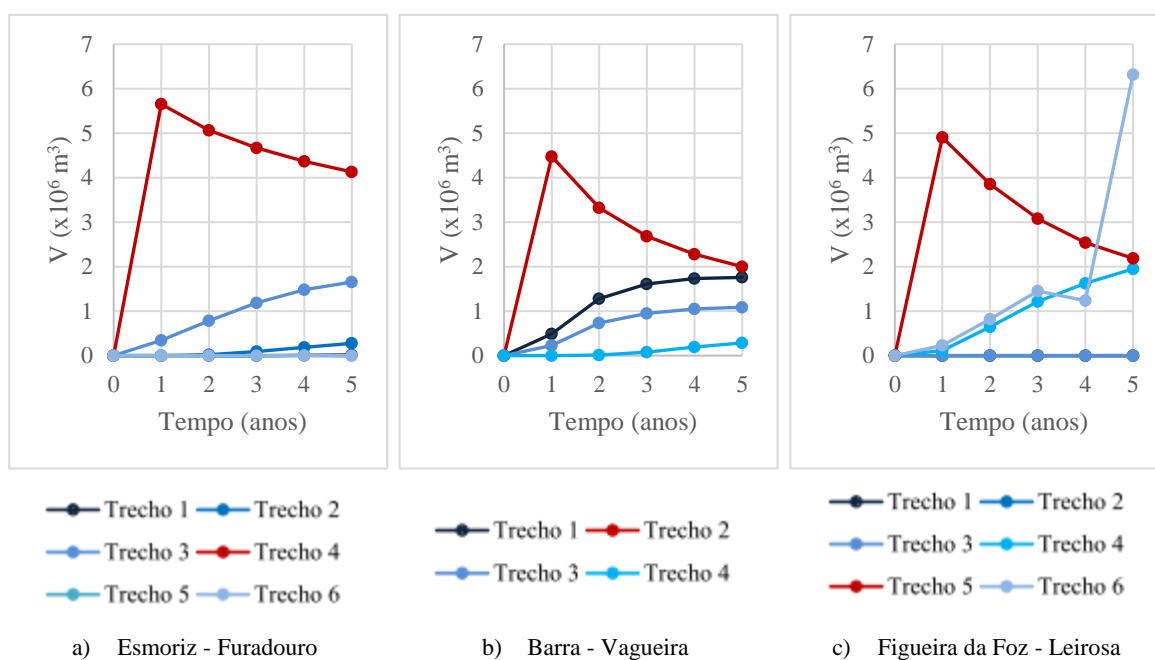 7
6
5
4
3
2
1
0
V (x10⁶ m³)
0 1 2 3 4 5
Tempo (anos)
Trecho 1 Trecho 2
Trecho 3 Trecho 4
Trecho 5 Trecho 6
a) Esmoriz - Furadouro
7
6
5
4
3
2
1
0
V (x10⁶ m³)
0 1 2 3 4 5
Tempo (anos)
Trecho 1 Trecho 2
Trecho 3 Trecho 4
b) Barra - Vagueira
7
6
5
4
3
2
1
0
V (x10⁶ m³)
0 1 2 3 4 5
Tempo (anos)
Trecho 1 Trecho 2
Trecho 3 Trecho 4
Trecho 5 Trecho 6
c) Figueira da Foz - Leirosa